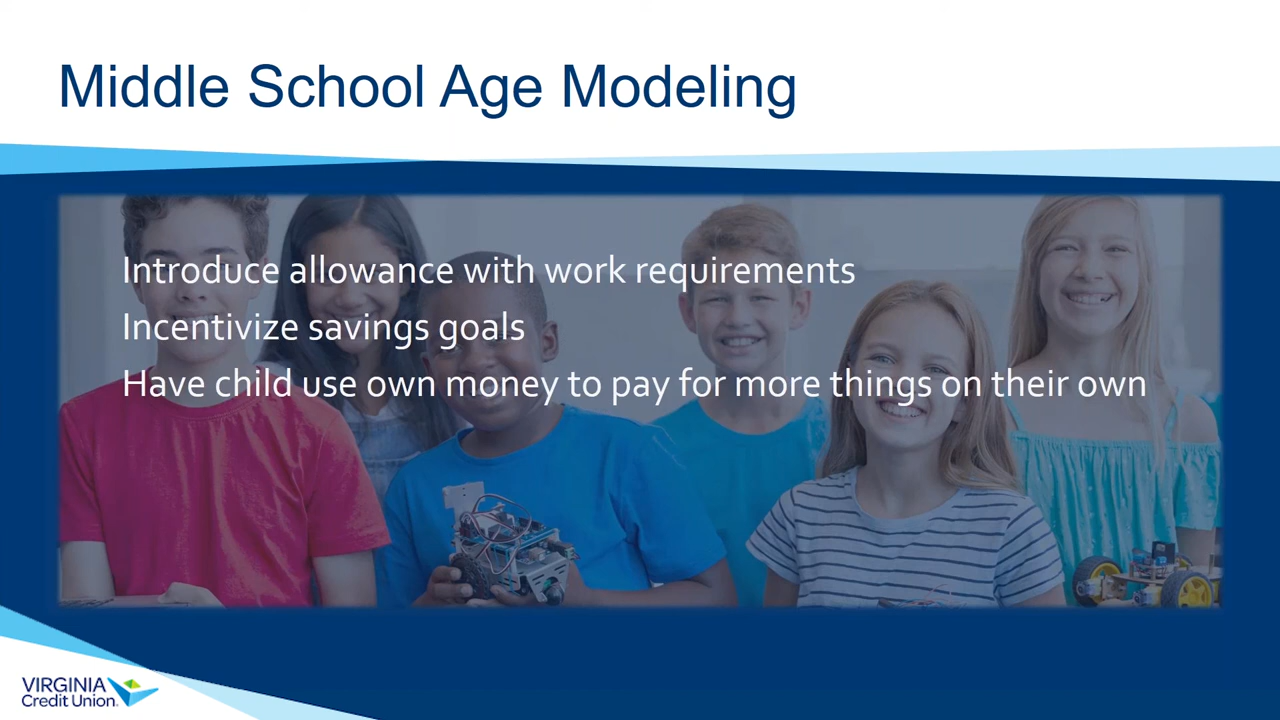 Middle School Age Modeling
Introduce allowance with work requirements
Incentivize savings goals
Have child use own money to pay for more things on their own
VIRGINIA
Credit Union